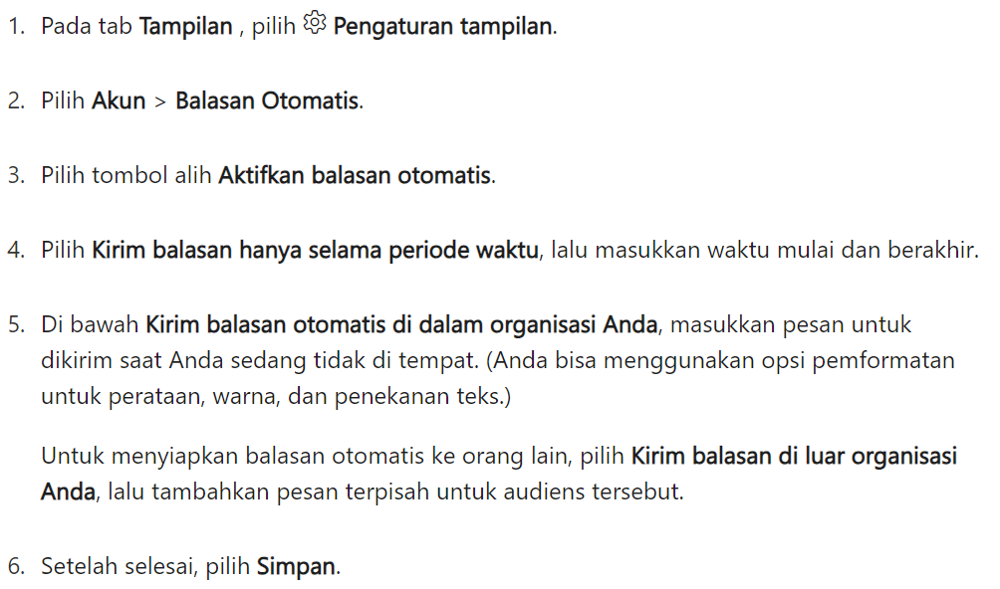 1. Pada tab Tampilan , pilih Pengaturan tampilan.
2. Pilih Akun > Balasan Otomatis.
3. Pilih tombol alih Aktifkan balasan otomatis.
4. Pilih Kirim balasan hanya selama periode waktu, lalu masukkan waktu mulai dan berakhir.
5. Di bawah Kirim balasan otomatis di dalam organisasi Anda, masukkan pesan untuk
dikirim saat Anda sedang tidak di tempat. (Anda bisa menggunakan opsi pemformatan
untuk perataan, warna, dan penekanan teks.)
Untuk menyiapkan balasan otomatis ke orang lain, pilih Kirim balasan di luar organisasi
Anda, lalu tambahkan pesan terpisah untuk audiens tersebut.
6. Setelah selesai, pilih Simpan.